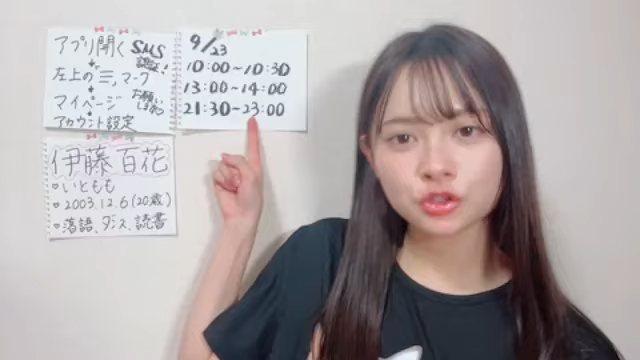 アプリ開く SMS認証!
↓
左上の三マーク
↓
マイページ お願いします
↓
アカウント設定
9/23
10:00~10:30
13:00~14:00
21:30~23:00
伊藤百花
◦いともも
◦2003.12.6(20歳)
◦落語、ダンス、読書